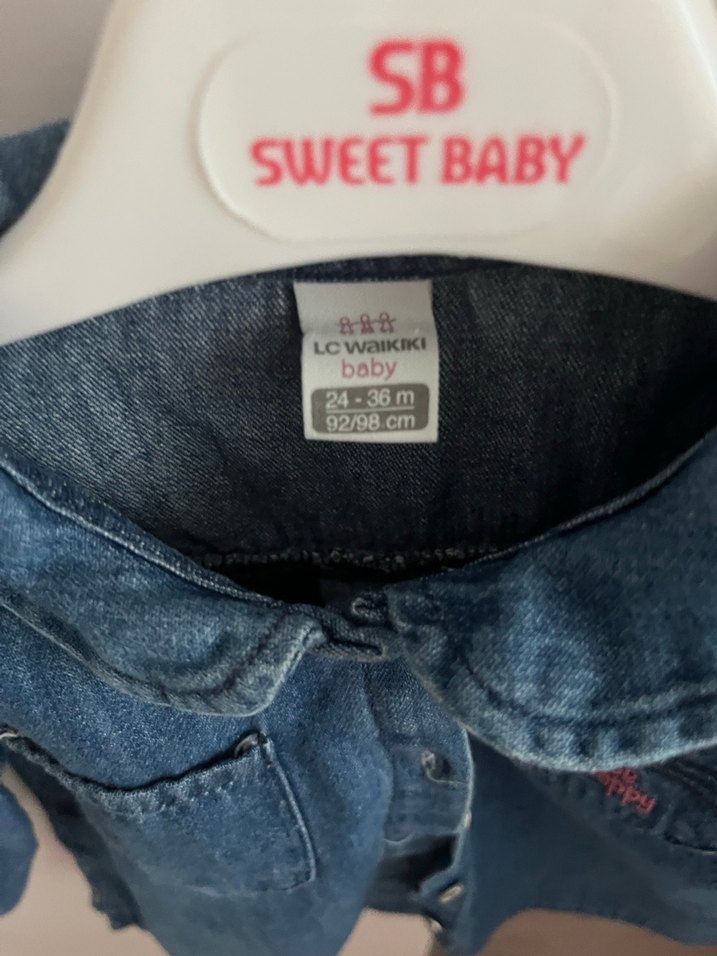 SB
SWEET BABY
LC WAIKIKI
baby
24 - 36 m
92/98 cm